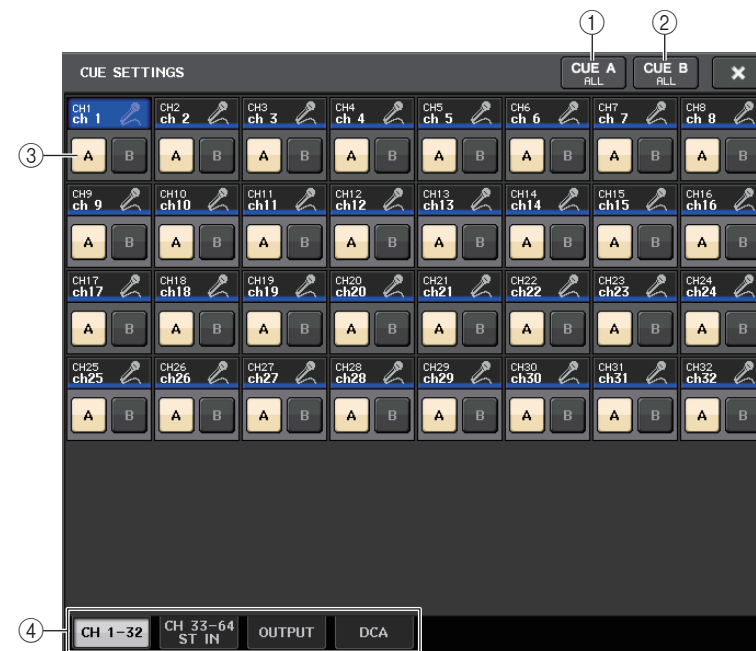 ① ②
CUE SETTINGS CUE A ALL CUE B ALL ×
CH1 CH2 CH3 CH4 CH5 CH6 CH7 CH8
ch 1 ch 2 ch 3 ch 4 ch 5 ch 6 ch 7 ch 8
③ A B A B A B A B A B A B A B A B
CH9 CH10 CH11 CH12 CH13 CH14 CH15 CH16
ch 9 ch10 ch11 ch12 ch13 ch14 ch15 ch16
A B A B A B A B A B A B A B A B
CH17 CH18 CH19 CH20 CH21 CH22 CH23 CH24
ch17 ch18 ch19 ch20 ch21 ch22 ch23 ch24
A B A B A B A B A B A B A B A B
CH25 CH26 CH27 CH28 CH29 CH30 CH31 CH32
ch25 ch26 ch27 ch28 ch29 ch30 ch31 ch32
A B A B A B A B A B A B A B A B
④ CH 1-32 CH 33-64 ST IN OUTPUT DCA